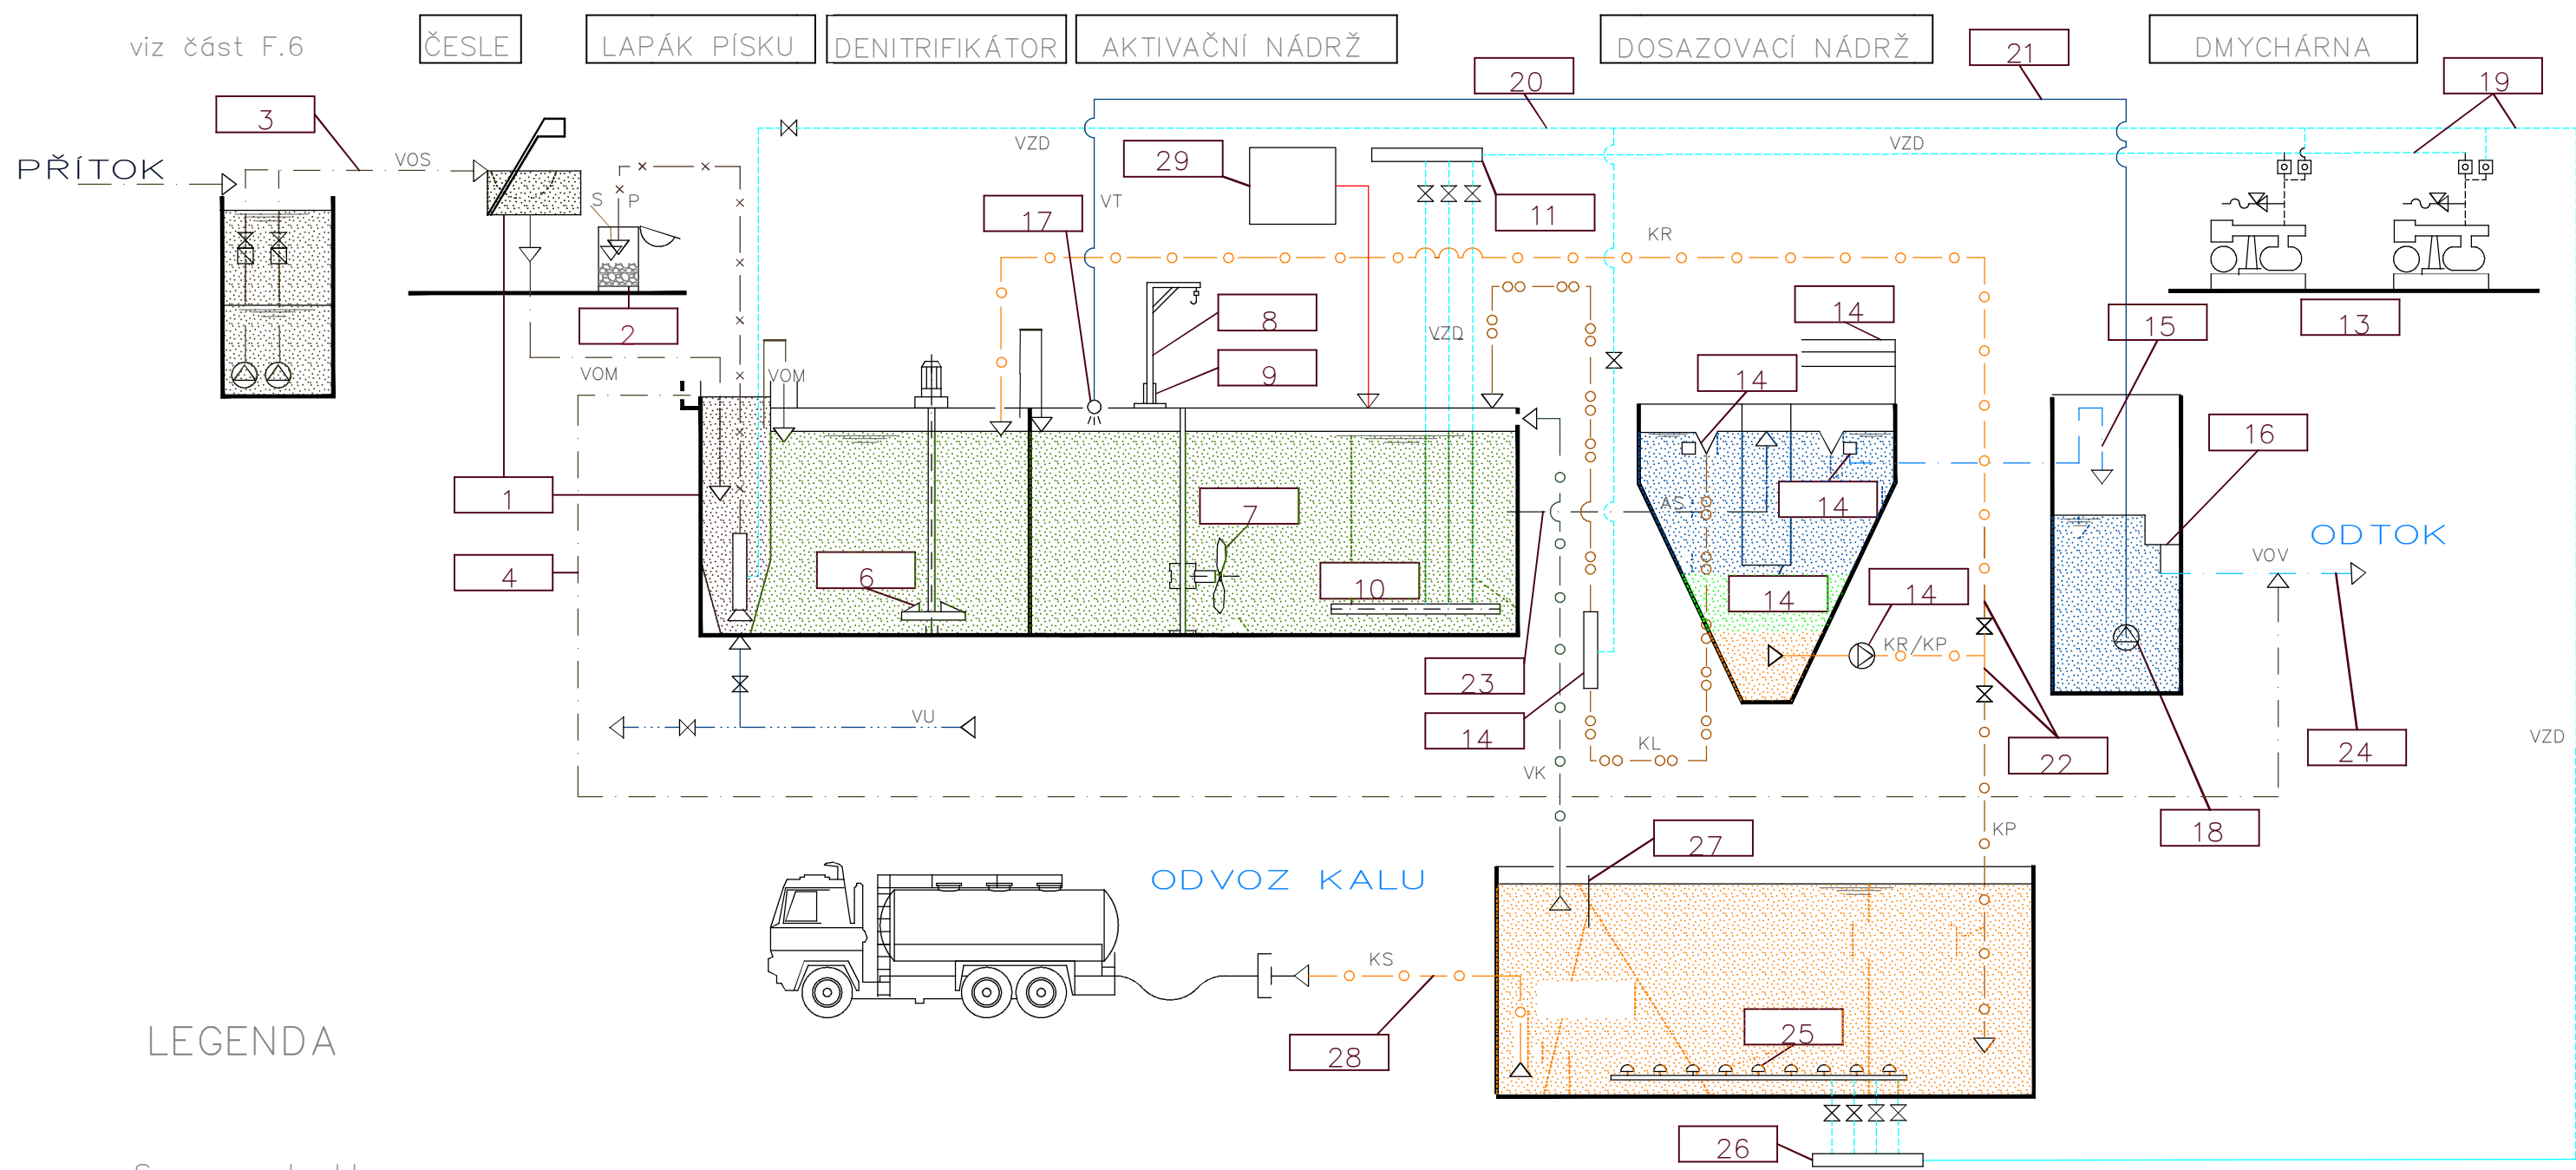 viz část F.6
ČESLE
LAPÁK PÍSKU
DENITRIFIKÁTOR
AKTIVAČNÍ NÁDRŽ
DOSAZOVACÍ NÁDRŽ
DMYCHÁRNA
21
20
19
3
PŘÍTOK
VOS
VZD
VZD
29
S P
VT
17
11
KR
2
8
14
15
13
VZD
9
14
VOM
VOM
16
1
7
AS
14
ODTOK
VOV
4
6
10
14
14
KR/KP
23
VU
14
KL
22
24
VZD
VK
18
KP
27
ODVOZ KALU
KS
25
28
LEGENDA
26